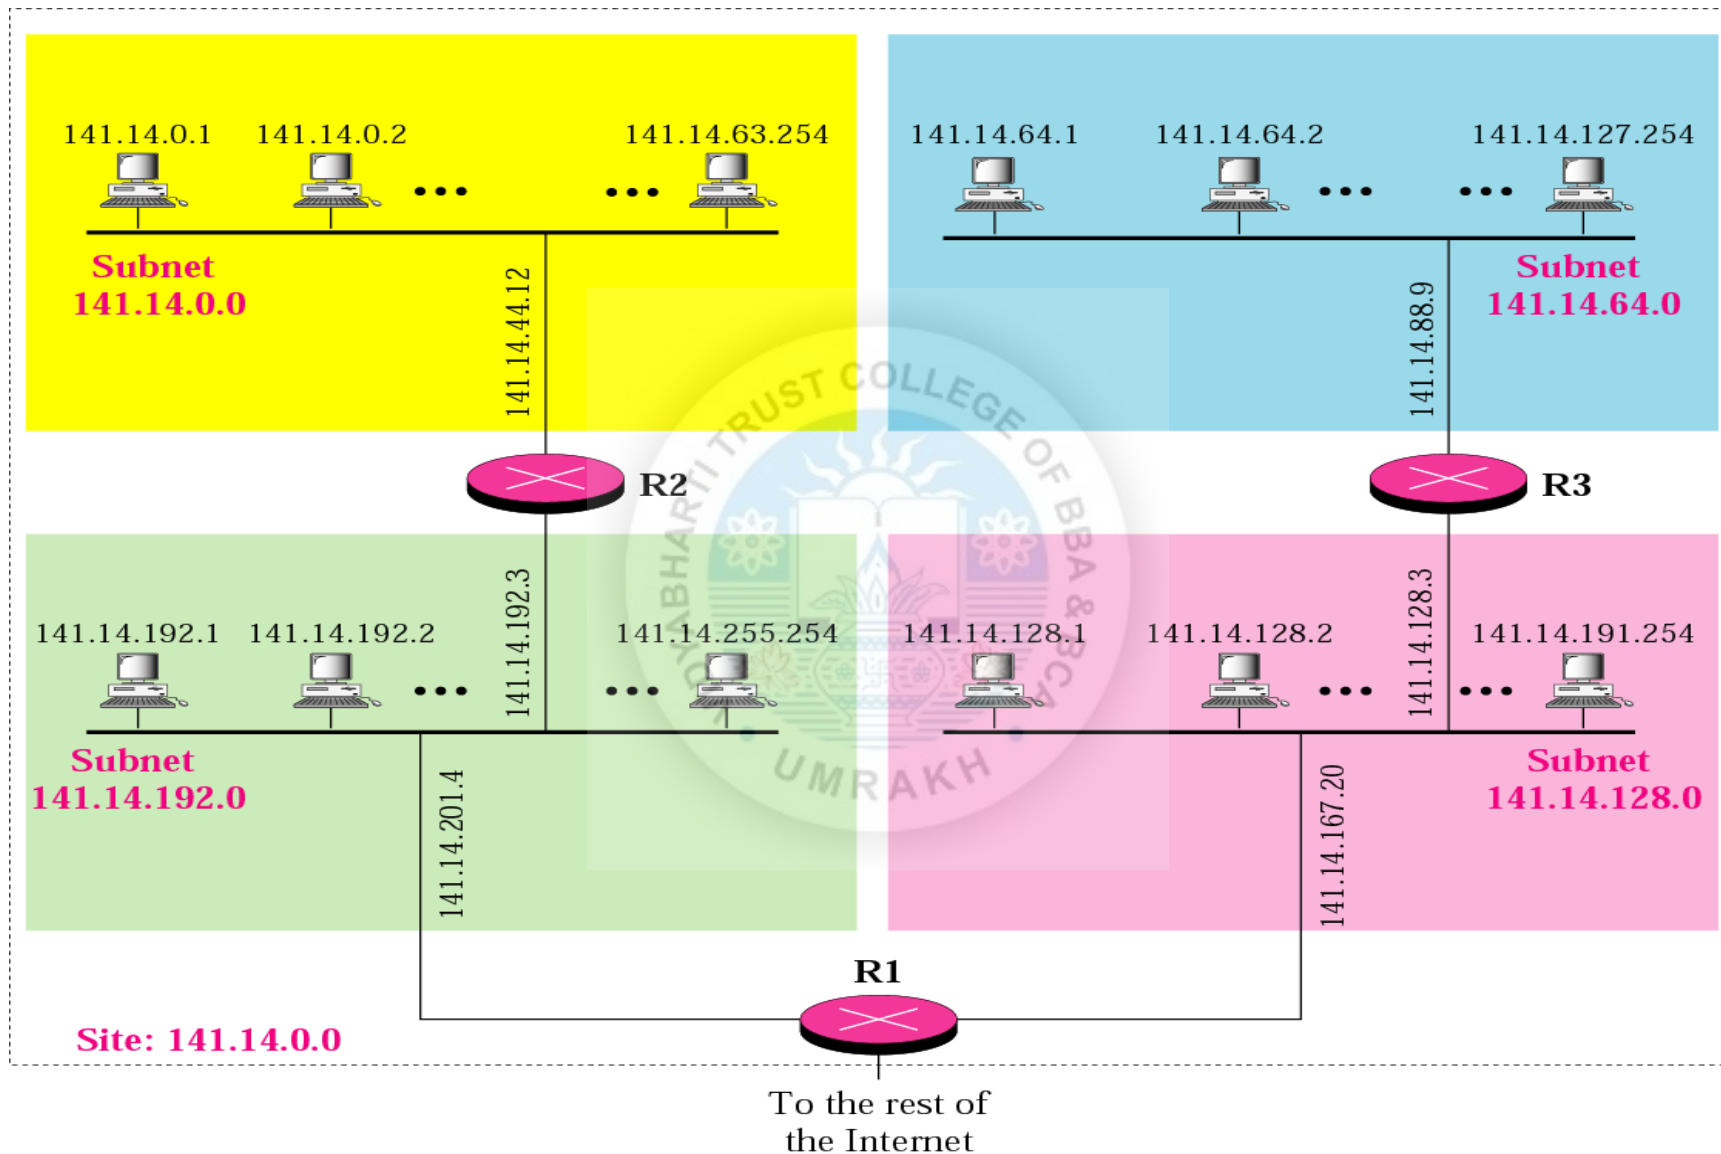 141.14.0.1
141.14.0.2
141.14.63.254
Subnet
141.14.0.0
141.14.44.12
141.14.64.1
141.14.64.2
141.14.127.254
Subnet
141.14.64.0
141.14.88.9
R2
R3
141.14.192.1
141.14.192.2
141.14.192.3
141.14.255.254
Subnet
141.14.192.0
141.14.201.4
141.14.128.1
141.14.128.2
141.14.128.3
141.14.191.254
Subnet
141.14.128.0
141.14.167.20
R1
Site: 141.14.0.0
To the rest of
the Internet
VIDYABHARTI TRUST COLLEGE OF BBA & BCA
UMRAKH